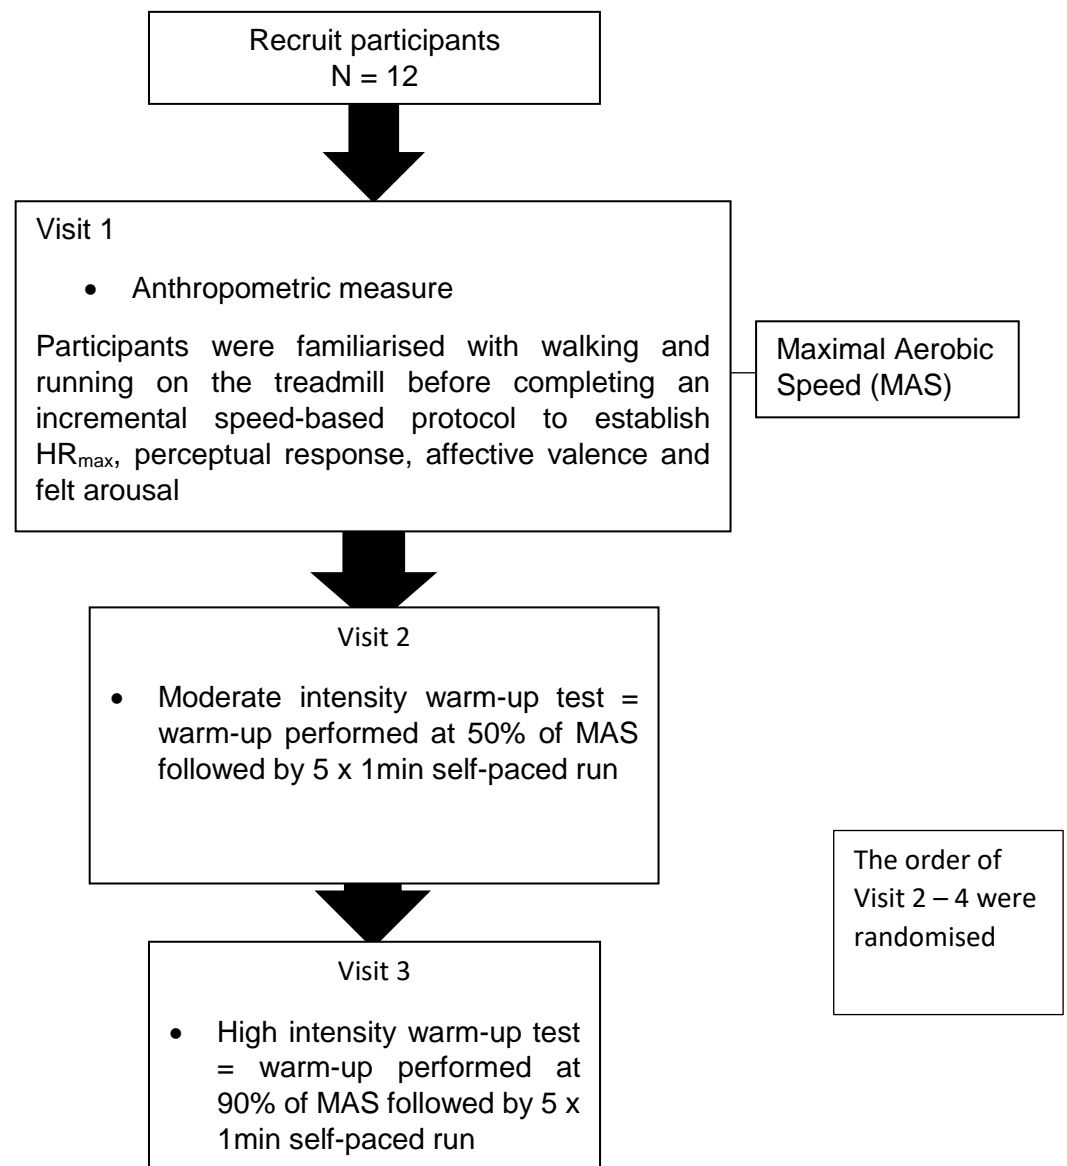 Recruit participants
N = 12
Visit 1
• Anthropometric measure
Participants were familiarised with walking and
running on the treadmill before completing an
incremental speed-based protocol to establish
HRmax, perceptual response, affective valence and
felt arousal
Maximal Aerobic
Speed (MAS)
Visit 2
• Moderate intensity warm-up test =
warm-up performed at 50% of MAS
followed by 5 x 1min self-paced run
The order of
Visit 2 – 4 were
randomised
Visit 3
• High intensity warm-up test
= warm-up performed at
90% of MAS followed by 5 x
1min self-paced run